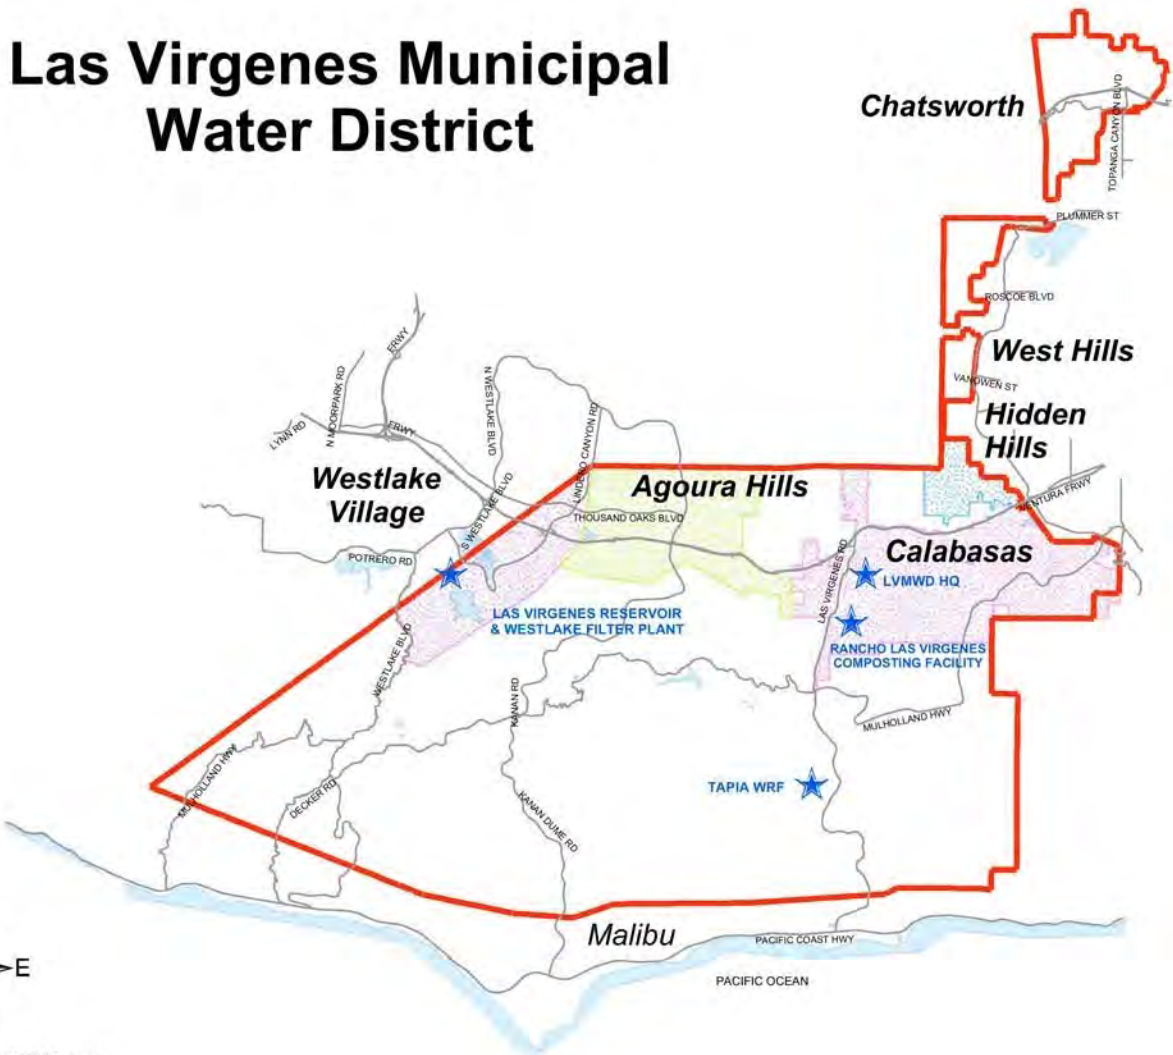 Las Virgenes Municipal
Water District
Chatsworth
TOPANGA CANYON BLVD
PLUMMER ST
ROSCOE BLVD
West Hills
VANOWEN ST
Hidden
Hills
FRWY
N MOORPARK RD
LYNN RD
FRWY
N WESTLAKE BLVD
LINDERO CANYON RD
Westlake
Village
Agoura Hills
VENTURA FRWY
S WESTLAKE BLVD
THOUSAND OAKS BLVD
POTRERO RD
LAS VIRGENES RD
Calabasas
LVMWD HQ
LAS VIRGENES RESERVOIR
& WESTLAKE FILTER PLANT
RANCHO LAS VIRGENES
COMPOSTING FACILITY
WESTLAKE BLVD
KANAN RD
MULHOLLAND HWY
MULHOLLAND HWY
DECKER RD
TAPIA WRF
KANAN DUME RD
Malibu
PACIFIC COAST HWY
E
PACIFIC OCEAN